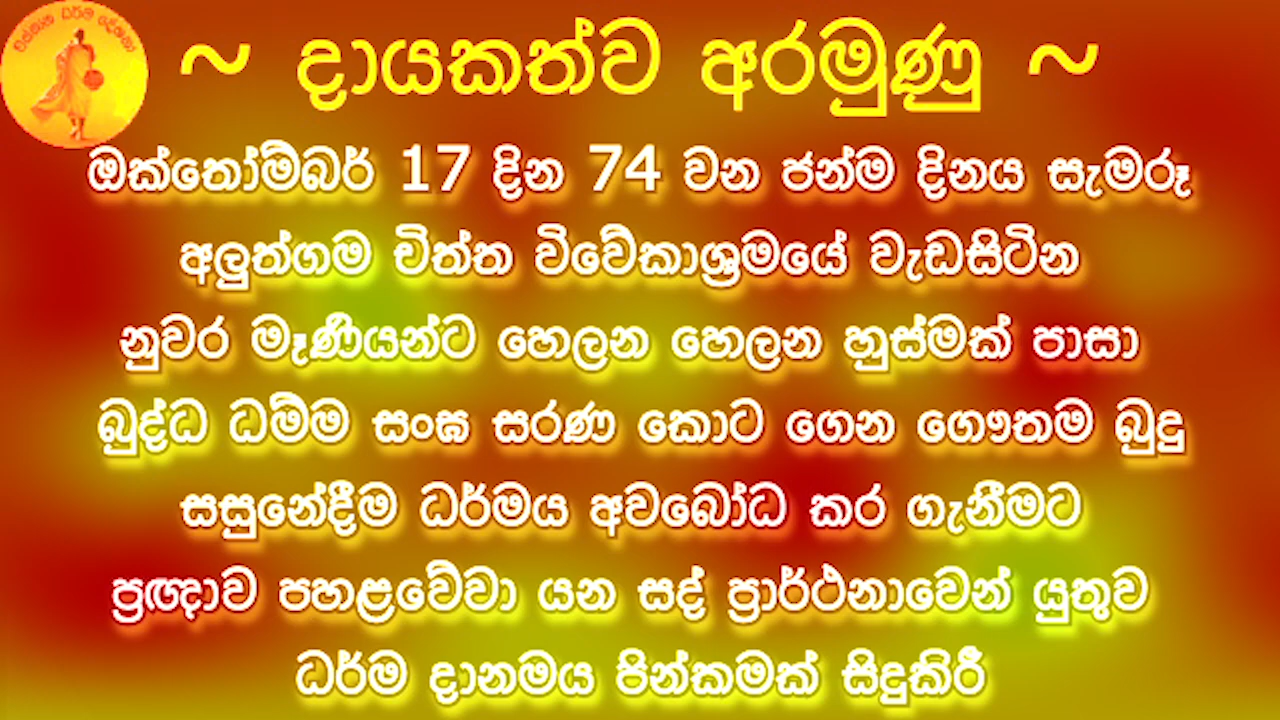 ~ දායකත්ව අරමුණු ~
ඔක්තෝම්බර් 17 දින 74 වන ජන්ම දිනය සැමරූ
අලුත්ගම චිත්ත විවේකාශ්‍රමයේ වැඩසිටින
නුවර මෑණියන්ට හෙලන හෙලන හුස්මක් පාසා
බුද්ධ ධම්ම සංඝ සරණ කොට ගෙන ගෞතම බුදු
සසුනේදීම ධර්මය අවබෝධ කර ගැනීමට
ප්‍රඥාව පහළවේවා යන සද් ප්‍රාර්ථනාවෙන් යුතුව
ධර්ම දානමය පින්කමක් සිදුකිරී